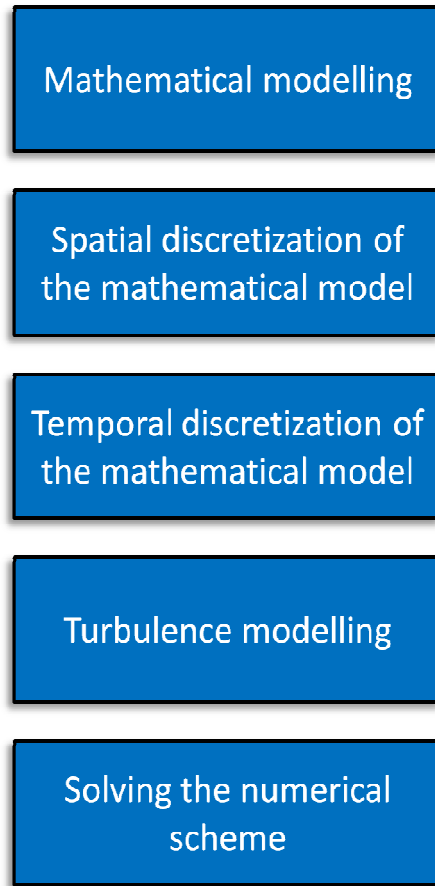 Mathematical modelling
Spatial discretization of
the mathematical model
Temporal discretization of
the mathematical model
Turbulence modelling
Solving the numerical
scheme